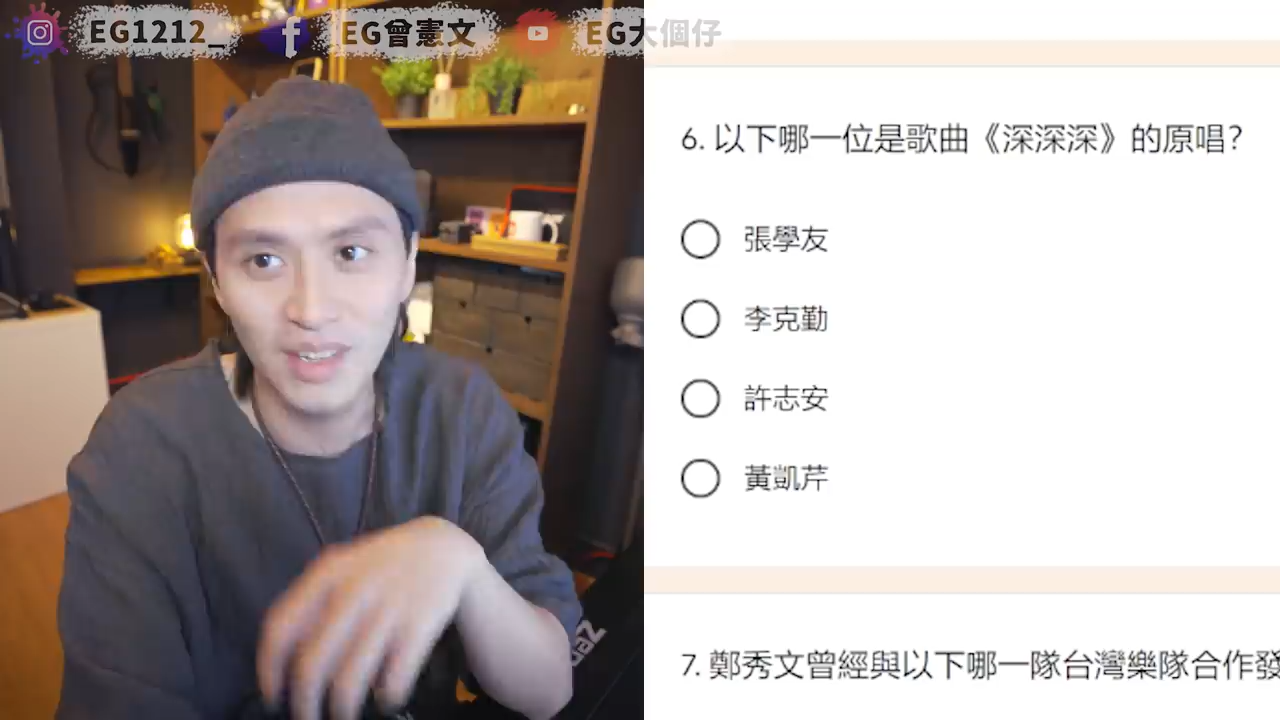 EG1212_
EG曾憲文
EG大個仔
6. 以下哪一位是歌曲《深深深》的原唱?
張學友
李克勤
許志安
黃凱芹
7. 鄭秀文曾經與以下哪一隊台灣樂隊合作發